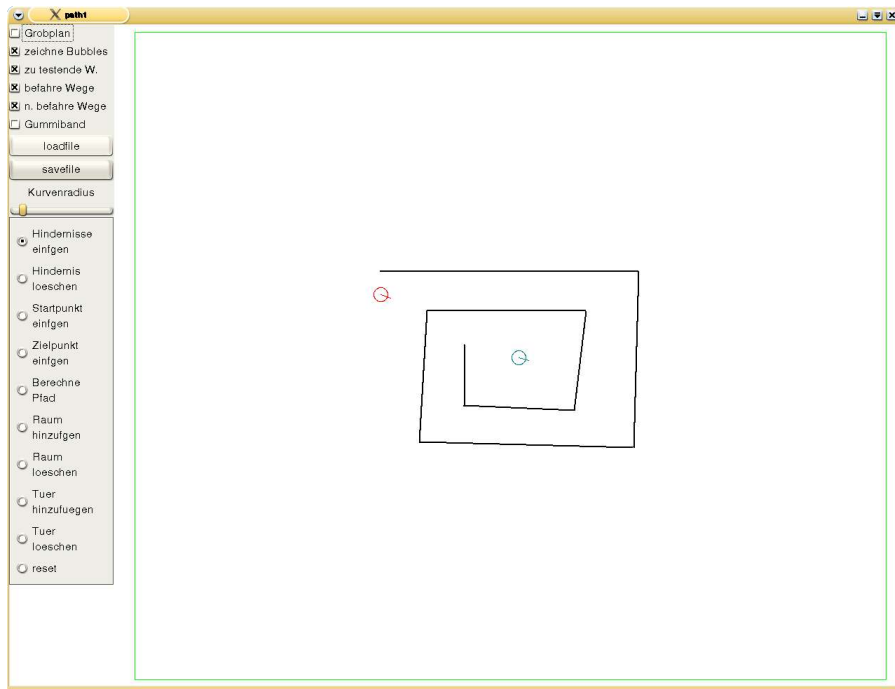 path1
Grobplan
zeichne Bubbles
zu testende W.
befahre Wege
n. befahre Wege
Gummiband
loadfile
savefile
Kurvenradius
Hindernisse
einfgen
Hindernis
loeschen
Startpunkt
einfgen
Zielpunkt
einfgen
Berechne
Pfad
Raum
hinzufgen
Raum
loeschen
Tuer
hinzufuegen
Tuer
loeschen
reset